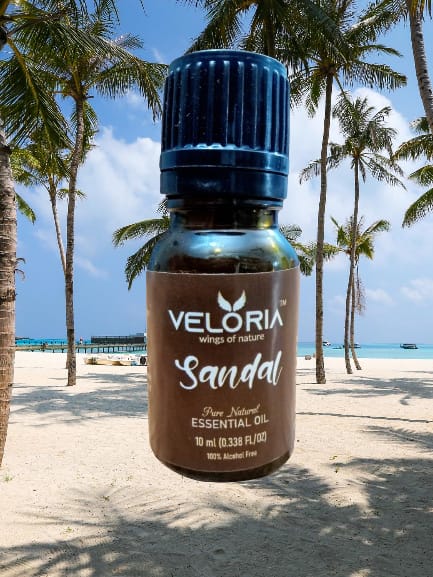 VELORIA™
wings of nature
Sandal
Pure Natural
ESSENTIAL OIL
10 ml (0.338 FL/OZ)
100% Alcohol Free